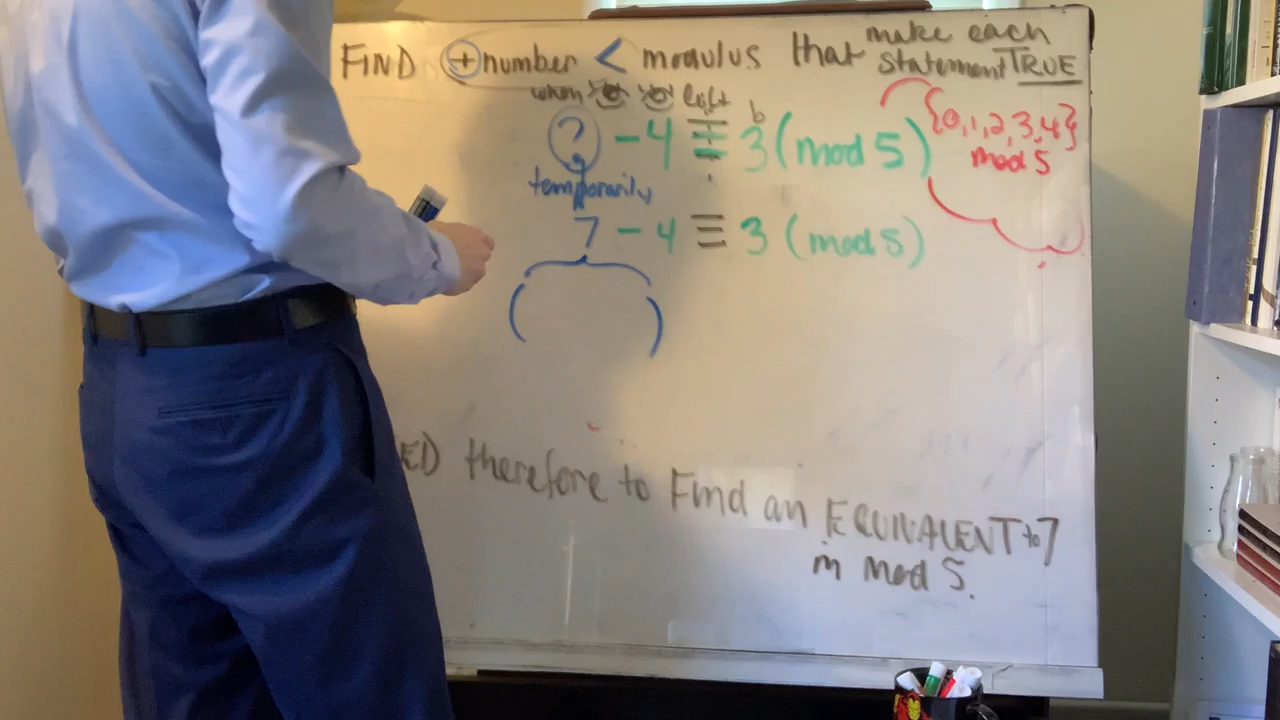 FIND + number < modulus that make each
statement TRUE
when left
b
? - 4 ≡ 3 (mod 5) {0,1,2,3,4}
mod 5
temporarily
7 - 4 ≡ 3 (mod 5)
( )
ED therefore to Find an EQUIVALENT to 7
in mod 5.